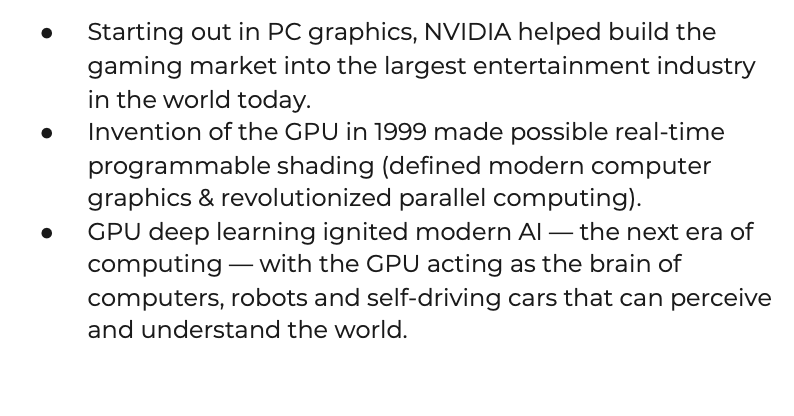 ● Starting out in PC graphics, NVIDIA helped build the
gaming market into the largest entertainment industry
in the world today.
● Invention of the GPU in 1999 made possible real-time
programmable shading (defined modern computer
graphics & revolutionized parallel computing).
● GPU deep learning ignited modern AI — the next era of
computing — with the GPU acting as the brain of
computers, robots and self-driving cars that can perceive
and understand the world.